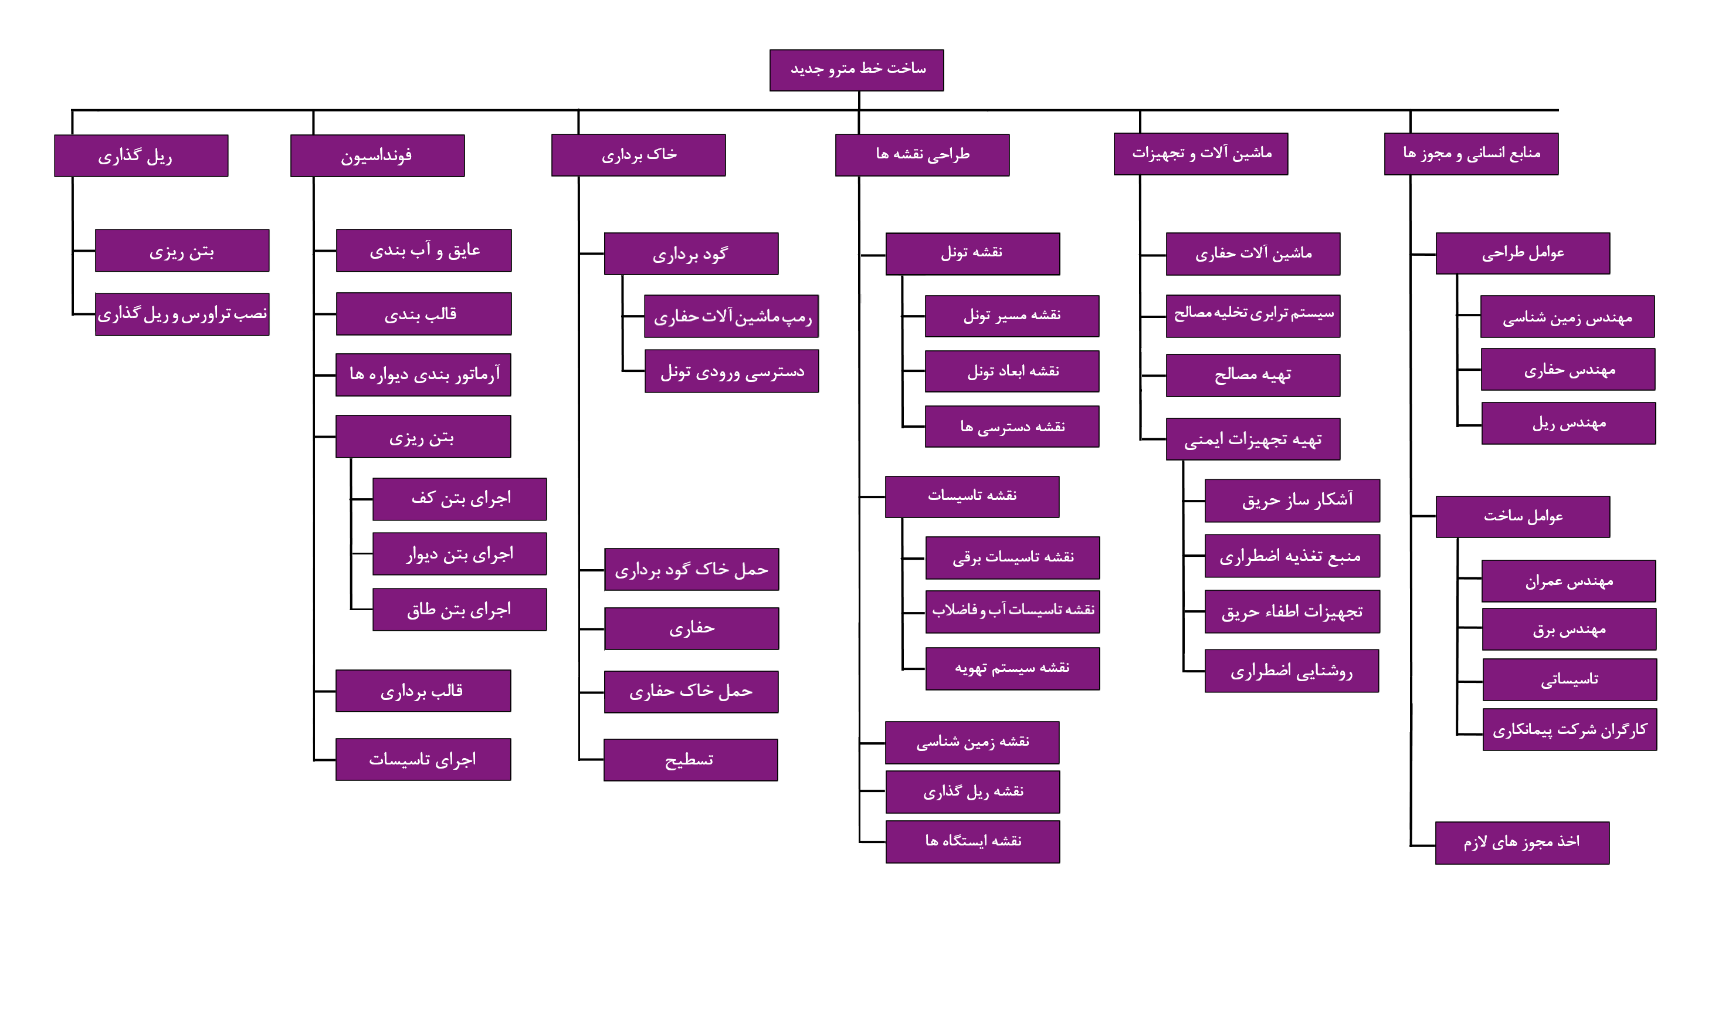 ساخت خط مترو جدید
منابع انسانی و مجوز ها
عوامل طراحی
مهندس زمین شناسی
مهندس حفاری
مهندس ریل
عوامل ساخت
مهندس عمران
مهندس برق
تاسیساتی
کارگران شرکت پیمانکاری
اخذ مجوز های لازم
ماشین آلات و تجهیزات
ماشین آلات حفاری
سیستم ترابری تخلیه مصالح
تهیه مصالح
تهیه تجهیزات ایمنی
آشکار ساز حریق
منبع تغذیه اضطراری
تجهیزات اطفاء حریق
روشنایی اضطراری
طراحی نقشه ها
نقشه تونل
نقشه مسیر تونل
نقشه ابعاد تونل
نقشه دسترسی ها
نقشه تاسیسات
نقشه تاسیسات برقی
نقشه تاسیسات آب و فاضلاب
نقشه سیستم تهویه
نقشه زمین شناسی
نقشه ریل گذاری
نقشه ایستگاه ها
خاک برداری
گود برداری
رمپ ماشین آلات حفاری
دسترسی ورودی تونل
حمل خاک گود برداری
حفاری
حمل خاک حفاری
تسطیح
فونداسیون
عایق و آب بندی
قالب بندی
آرماتور بندی دیواره ها
بتن ریزی
اجرای بتن کف
اجرای بتن دیوار
اجرای بتن طاق
قالب برداری
اجرای تاسیسات
ریل گذاری
بتن ریزی
نصب تراورس و ریل گذاری